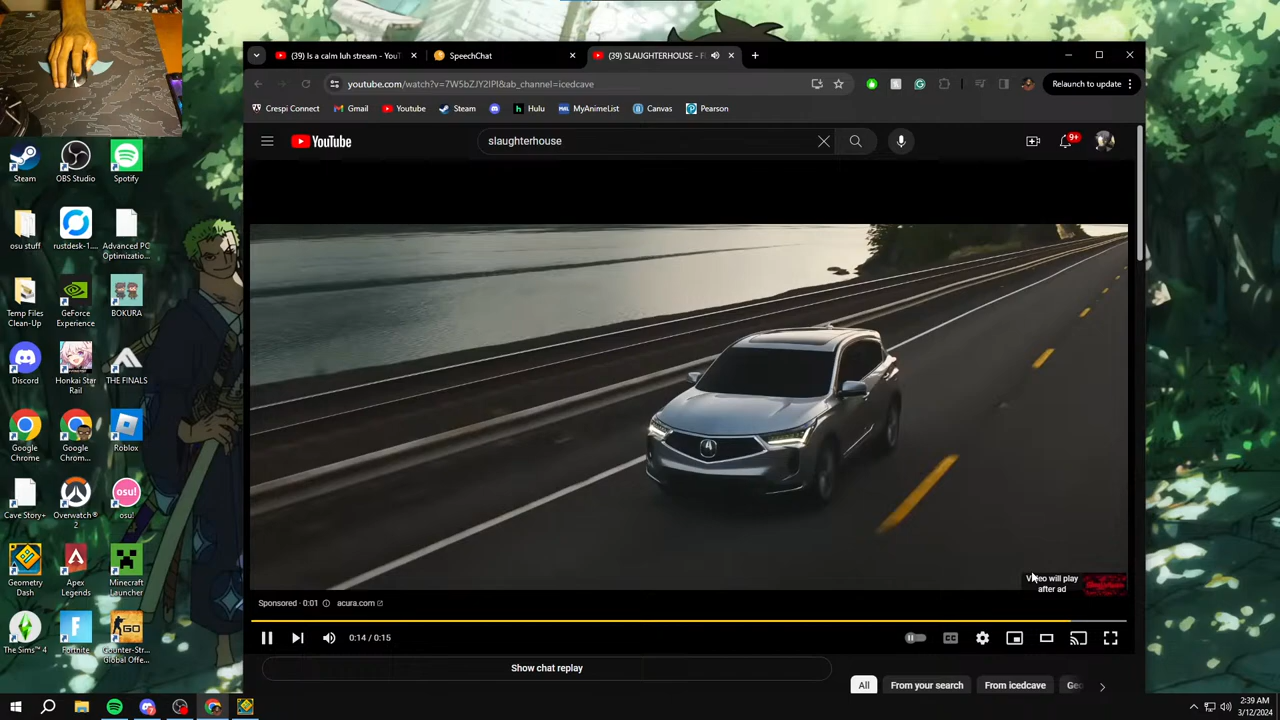 (39) Is a calm luh stream - YouT
SpeechChat
(39) SLAUGHTERHOUSE - F
youtube.com/watch?v=7W5bZJY2IPI&ab_channel=icedcave
Relaunch to update
Crespi Connect
Gmail
Youtube
Steam
Hulu
MAL
MyAnimeList
Canvas
Pearson
YouTube
slaughterhouse
9+
Steam
OBS Studio
Spotify
osu stuff
rustdesk-1....
Advanced PC
Optimizatio...
Temp Files
Clean-Up
GeForce
Experience
BOKURA
Discord
Honkai Star
Rail
THE FINALS
Google
Chrome
Google
Chrom...
Roblox
Cave Story+
Overwatch
2
osu!
osu!
Geometry
Dash
Apex
Legends
Minecraft
Launcher
The Sims™ 4
Fortnite
Counter-Str...
Global Offe...
Video will play
after ad
Sponsored · 0:01
acura.com
0:14 / 0:15
CC
Show chat replay
All
From your search
From icedcave
Geo
2:39 AM
3/12/2024